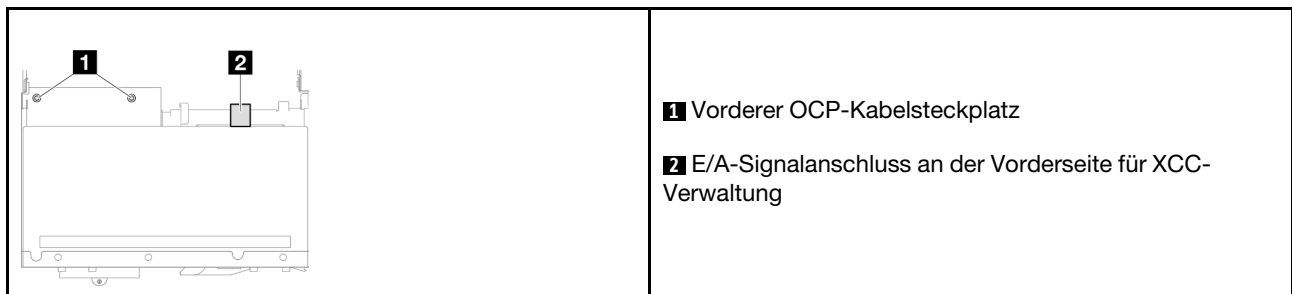 1
2
1 Vorderer OCP-Kabelsteckplatz
2 E/A-Signalanschluss an der Vorderseite für XCC-
Verwaltung